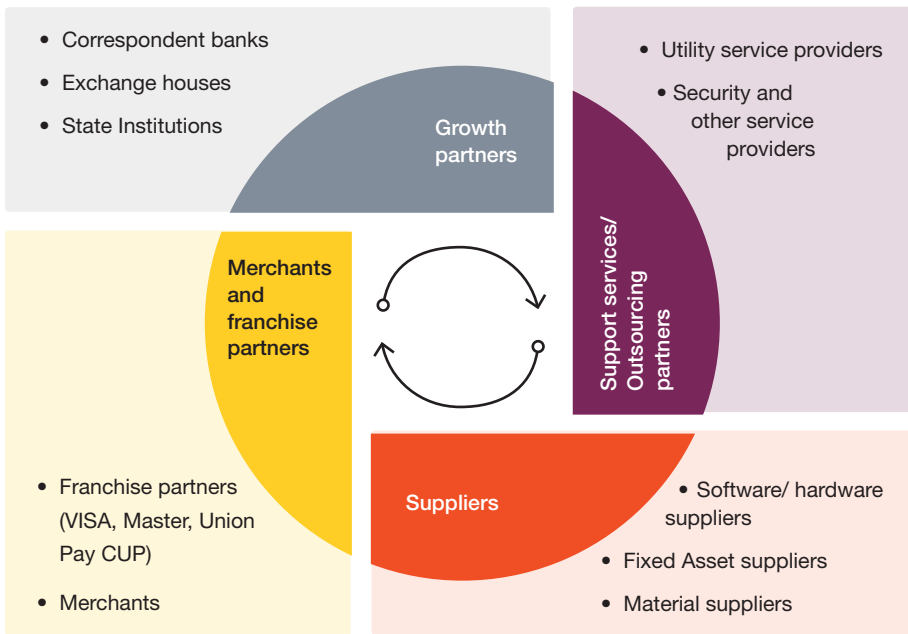 • Correspondent banks
• Exchange houses
• State Institutions
Growth
partners
• Utility service providers
• Security and
other service
providers
Support services/
Outsourcing
partners
Merchants
and
franchise
partners
• Franchise partners
(VISA, Master, Union
Pay CUP)
• Merchants
Suppliers
• Software/ hardware
suppliers
• Fixed Asset suppliers
• Material suppliers